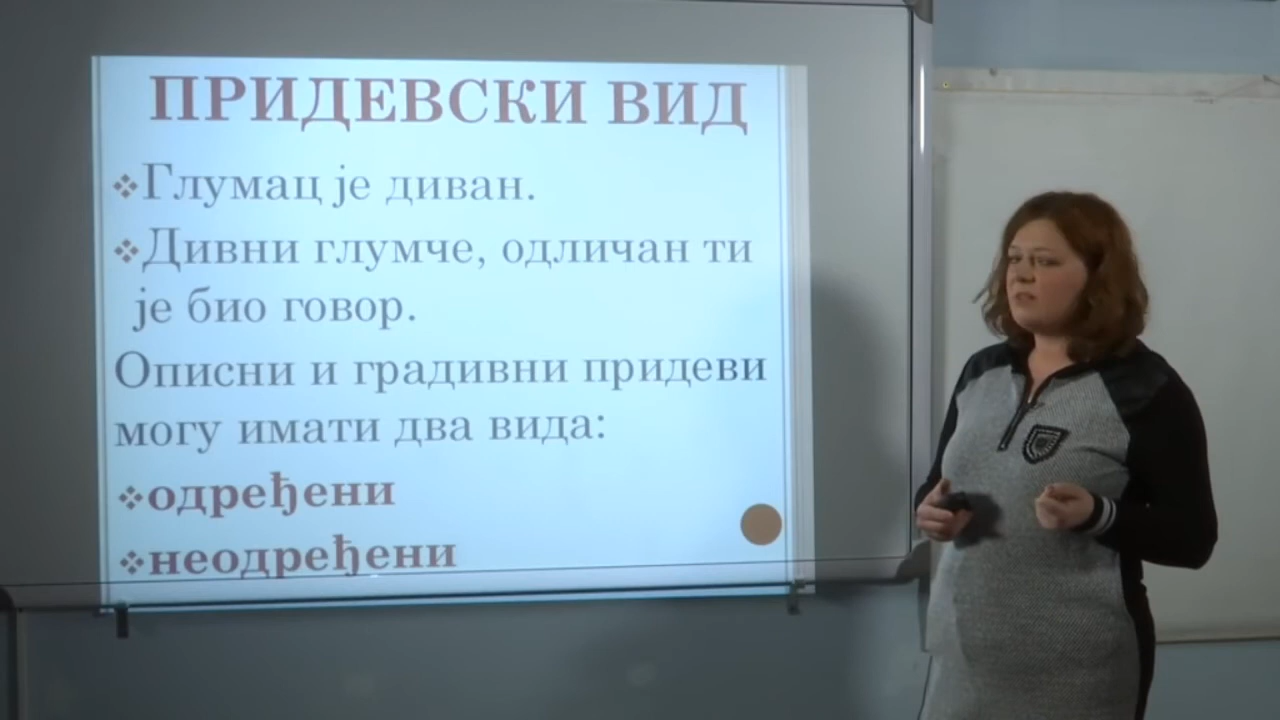 ПРИДЕВСКИ ВИД
❖Глумац је диван.
❖Дивни глумче, одличан ти
је био говор.
Описни и градивни придеви
могу имати два вида:
❖одређени
❖неодређени